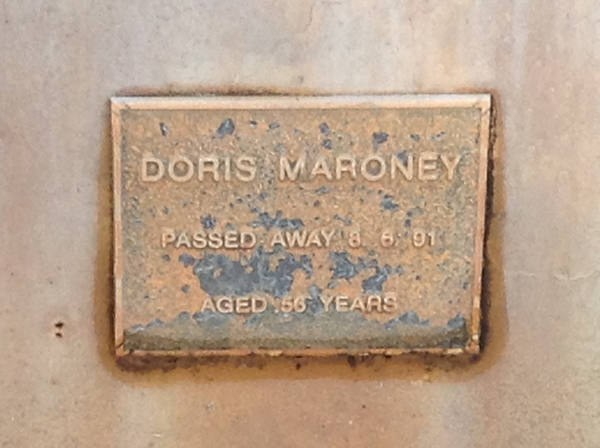 DORIS MARONEY
PASSED AWAY 8. 6. 91
AGED 56 YEARS